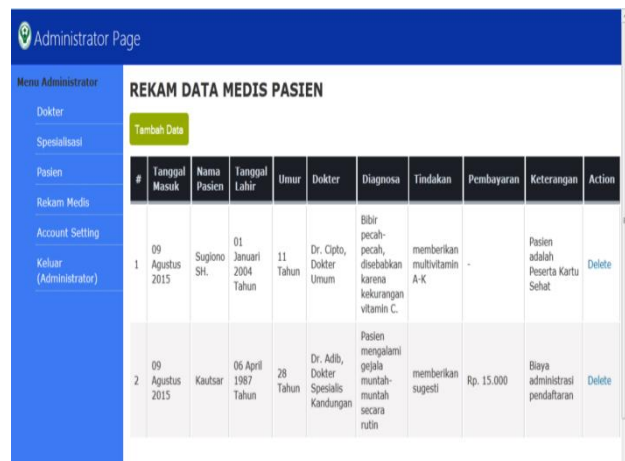 Administrator Page
Menu Administrator
Dokter
Spesialisasi
Pasien
Rekam Medis
Account Setting
Keluar
(Administrator)
REKAM DATA MEDIS PASIEN
Tambah Data
# Tanggal Masuk Nama Pasien Tanggal Lahir Umur Dokter Diagnosa Tindakan Pembayaran Keterangan Action
1 09 Agustus 2015 Sugiono SH. 01 Januari 2004 Tahun 11 Tahun Dr. Cipto, Dokter Umum Bibir pecah-pecah, disebabkan karena kekurangan vitamin C. memberikan multivitamin A-K - Pasien adalah Peserta Kartu Sehat Delete
2 09 Agustus 2015 Kautsar 06 April 1987 Tahun 28 Tahun Dr. Adib, Dokter Spesialis Kandungan Pasien mengalami gejala muntah-muntah secara rutin memberikan sugesti Rp. 15.000 Biaya administrasi pendaftaran Delete